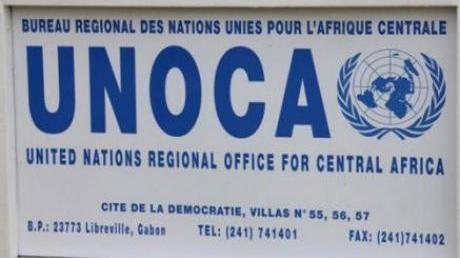 BUREAU REGIONAL DES NATIONS UNIES POUR L'AFRIQUE CENTRALE
UNOCA
UNITED NATIONS REGIONAL OFFICE FOR CENTRAL AFRICA
CITE DE LA DEMOCRATIE, VILLAS N° 55, 56, 57
B.P.: 23773 Libreville, Gabon TEL: (241) 741401 FAX: (241)741402